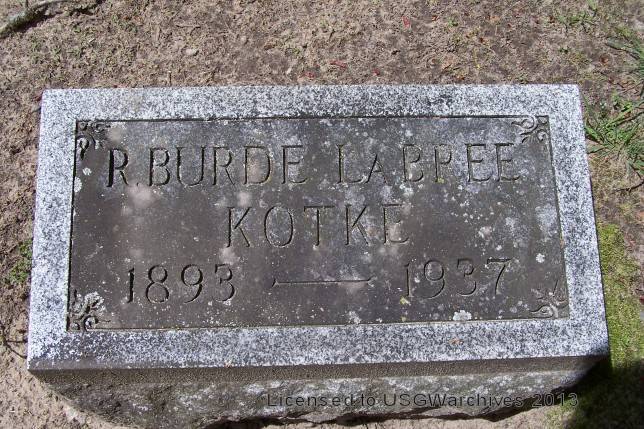 R. BURDE LABREE
KOTKE
1893 — 1937
Licensed to USGWarchives 2013